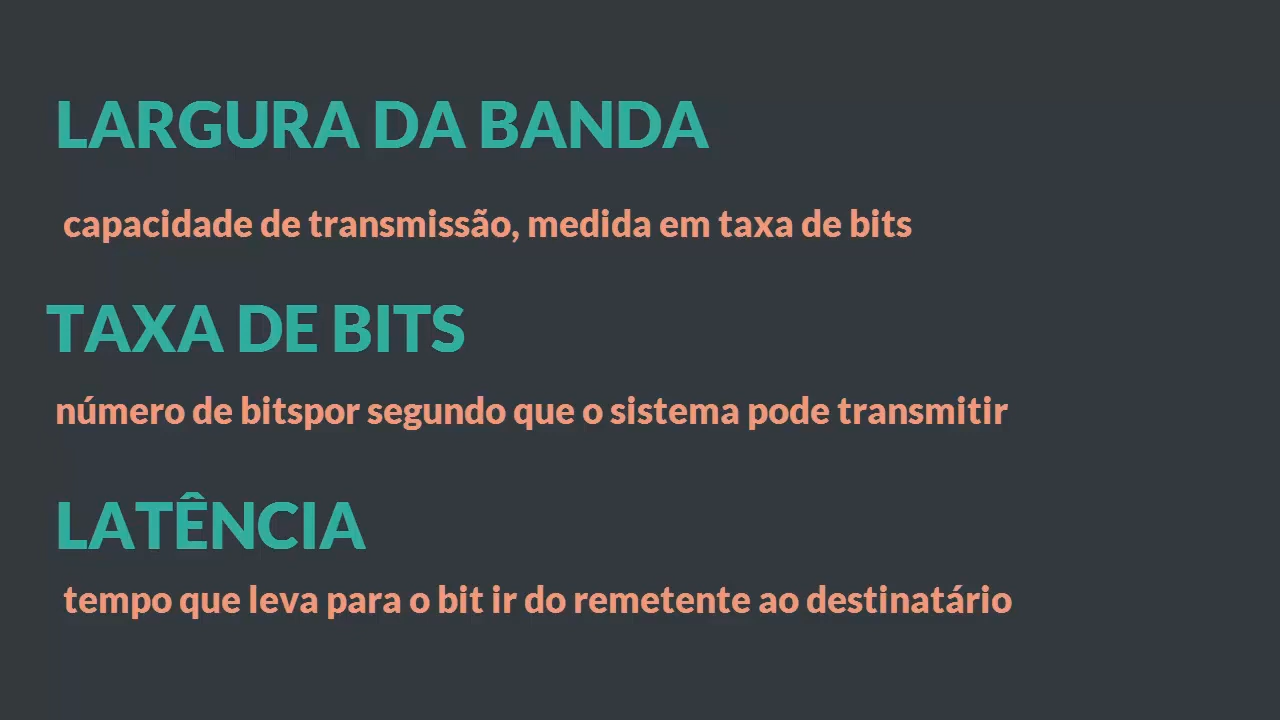 LARGURA DA BANDA
capacidade de transmissão, medida em taxa de bits
TAXA DE BITS
número de bitspor segundo que o sistema pode transmitir
LATÊNCIA
tempo que leva para o bit ir do remetente ao destinatário